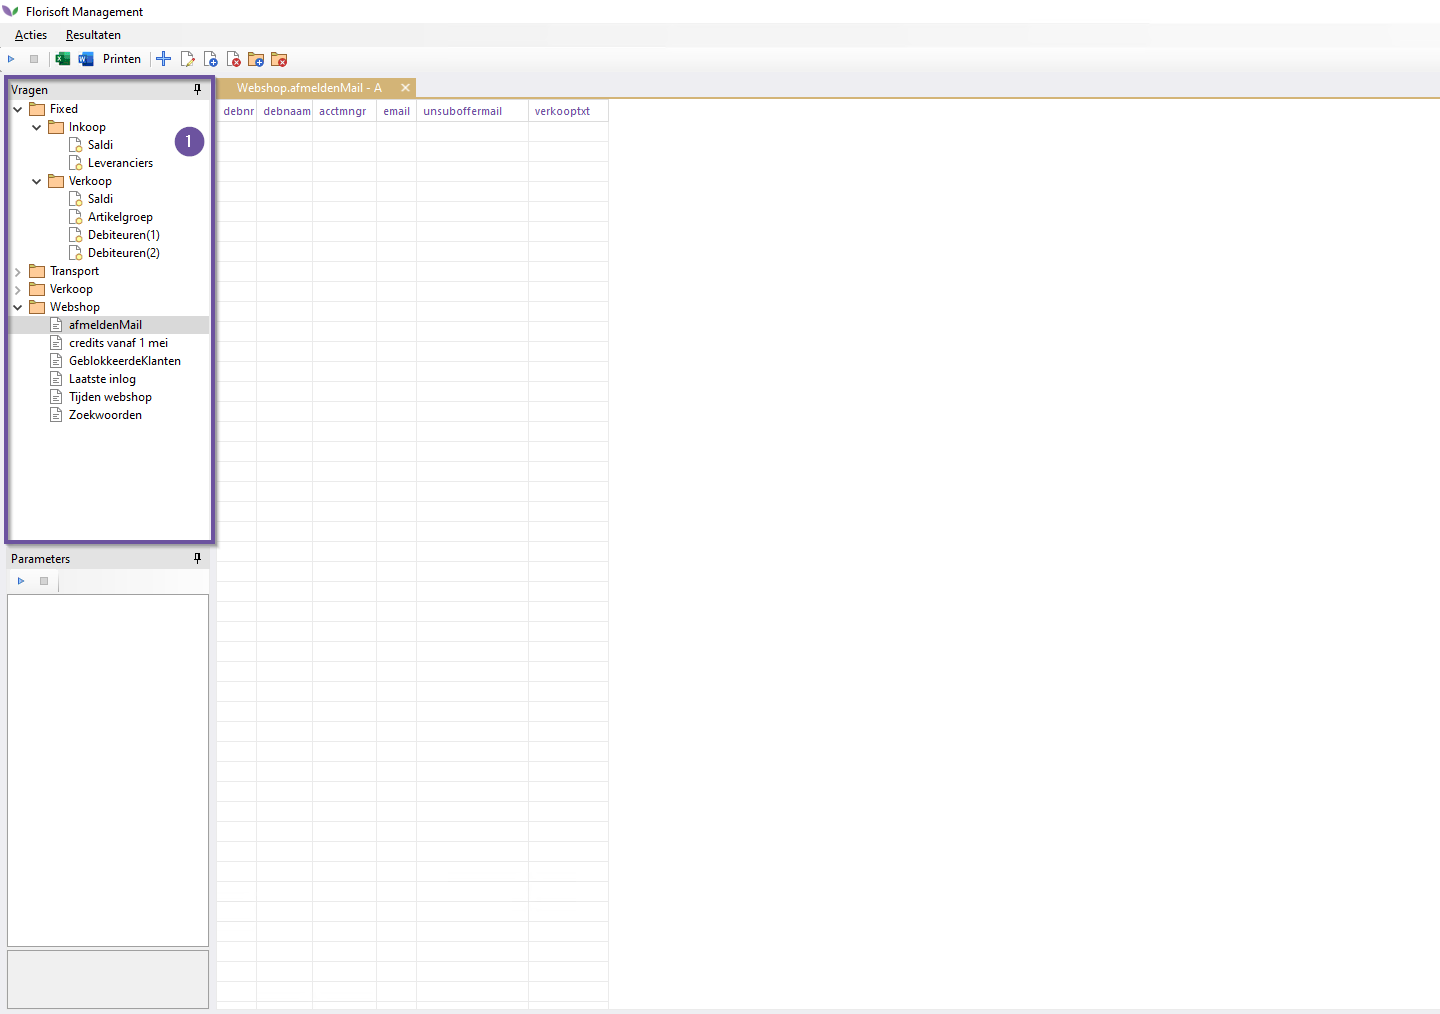 Florisoft Management
Acties Resultaten
Printen
Vragen
Fixed
Inkoop
1
Saldi
Leveranciers
Verkoop
Saldi
Artikelgroep
Debiteuren(1)
Debiteuren(2)
Transport
Verkoop
Webshop
afmeldenMail
credits vanaf 1 mei
GeblokkeerdeKlanten
Laatste inlog
Tijden webshop
Zoekwoorden
Parameters
Webshop.afmeldenMail - A
debnr debnaam acctmngr email unsuboffermail verkooptxt